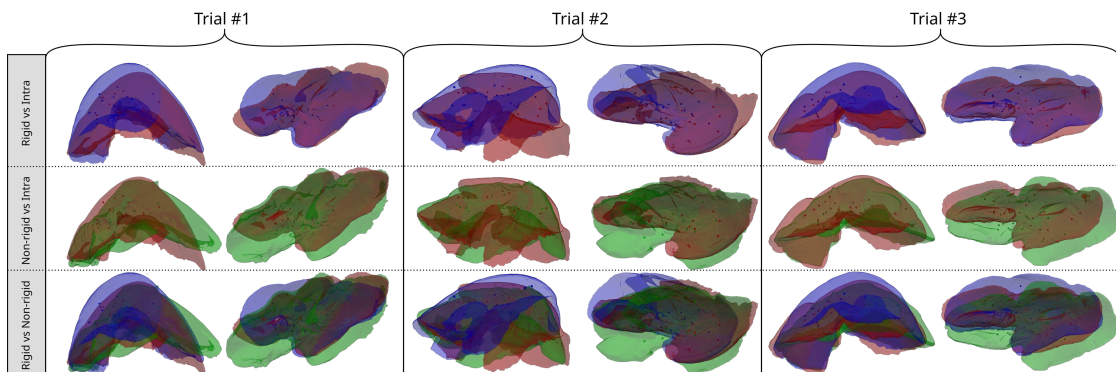 Trial #1
Trial #2
Trial #3
Rigid vs Intra
Non-rigid vs Intra
Rigid vs Non-rigid